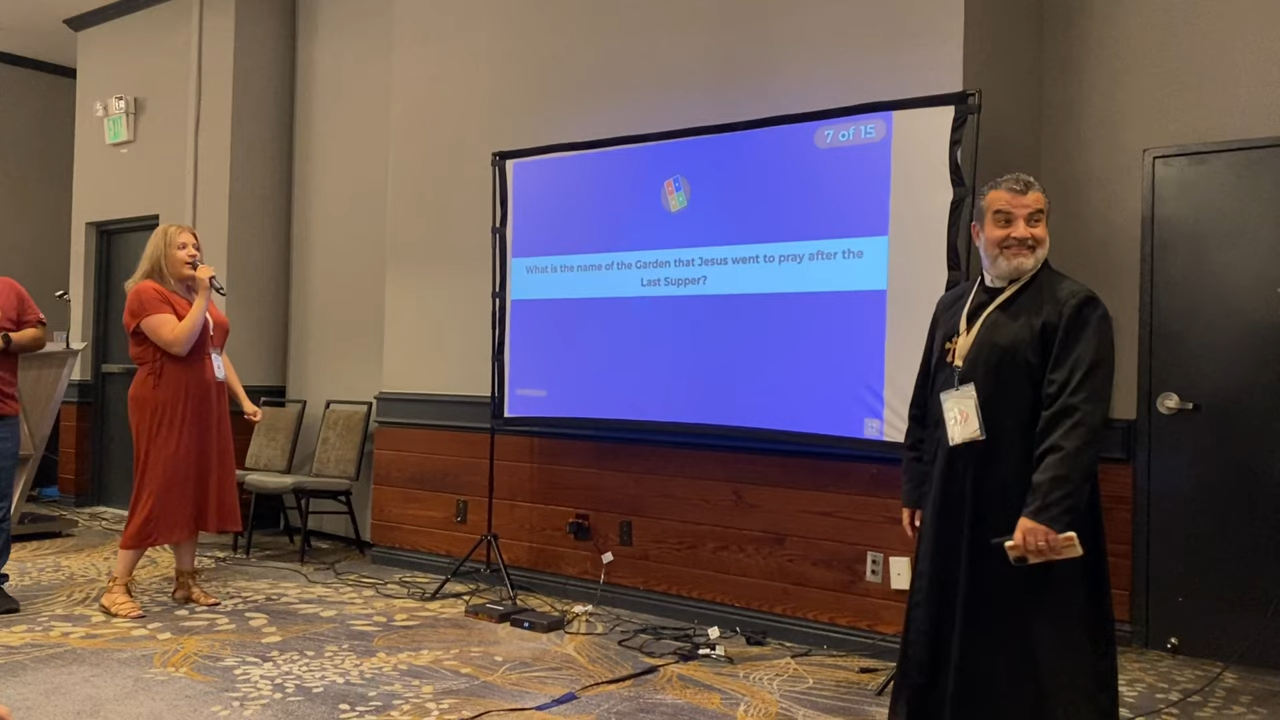 EXIT
7 of 15
What is the name of the Garden that Jesus went to pray after the
Last Supper?